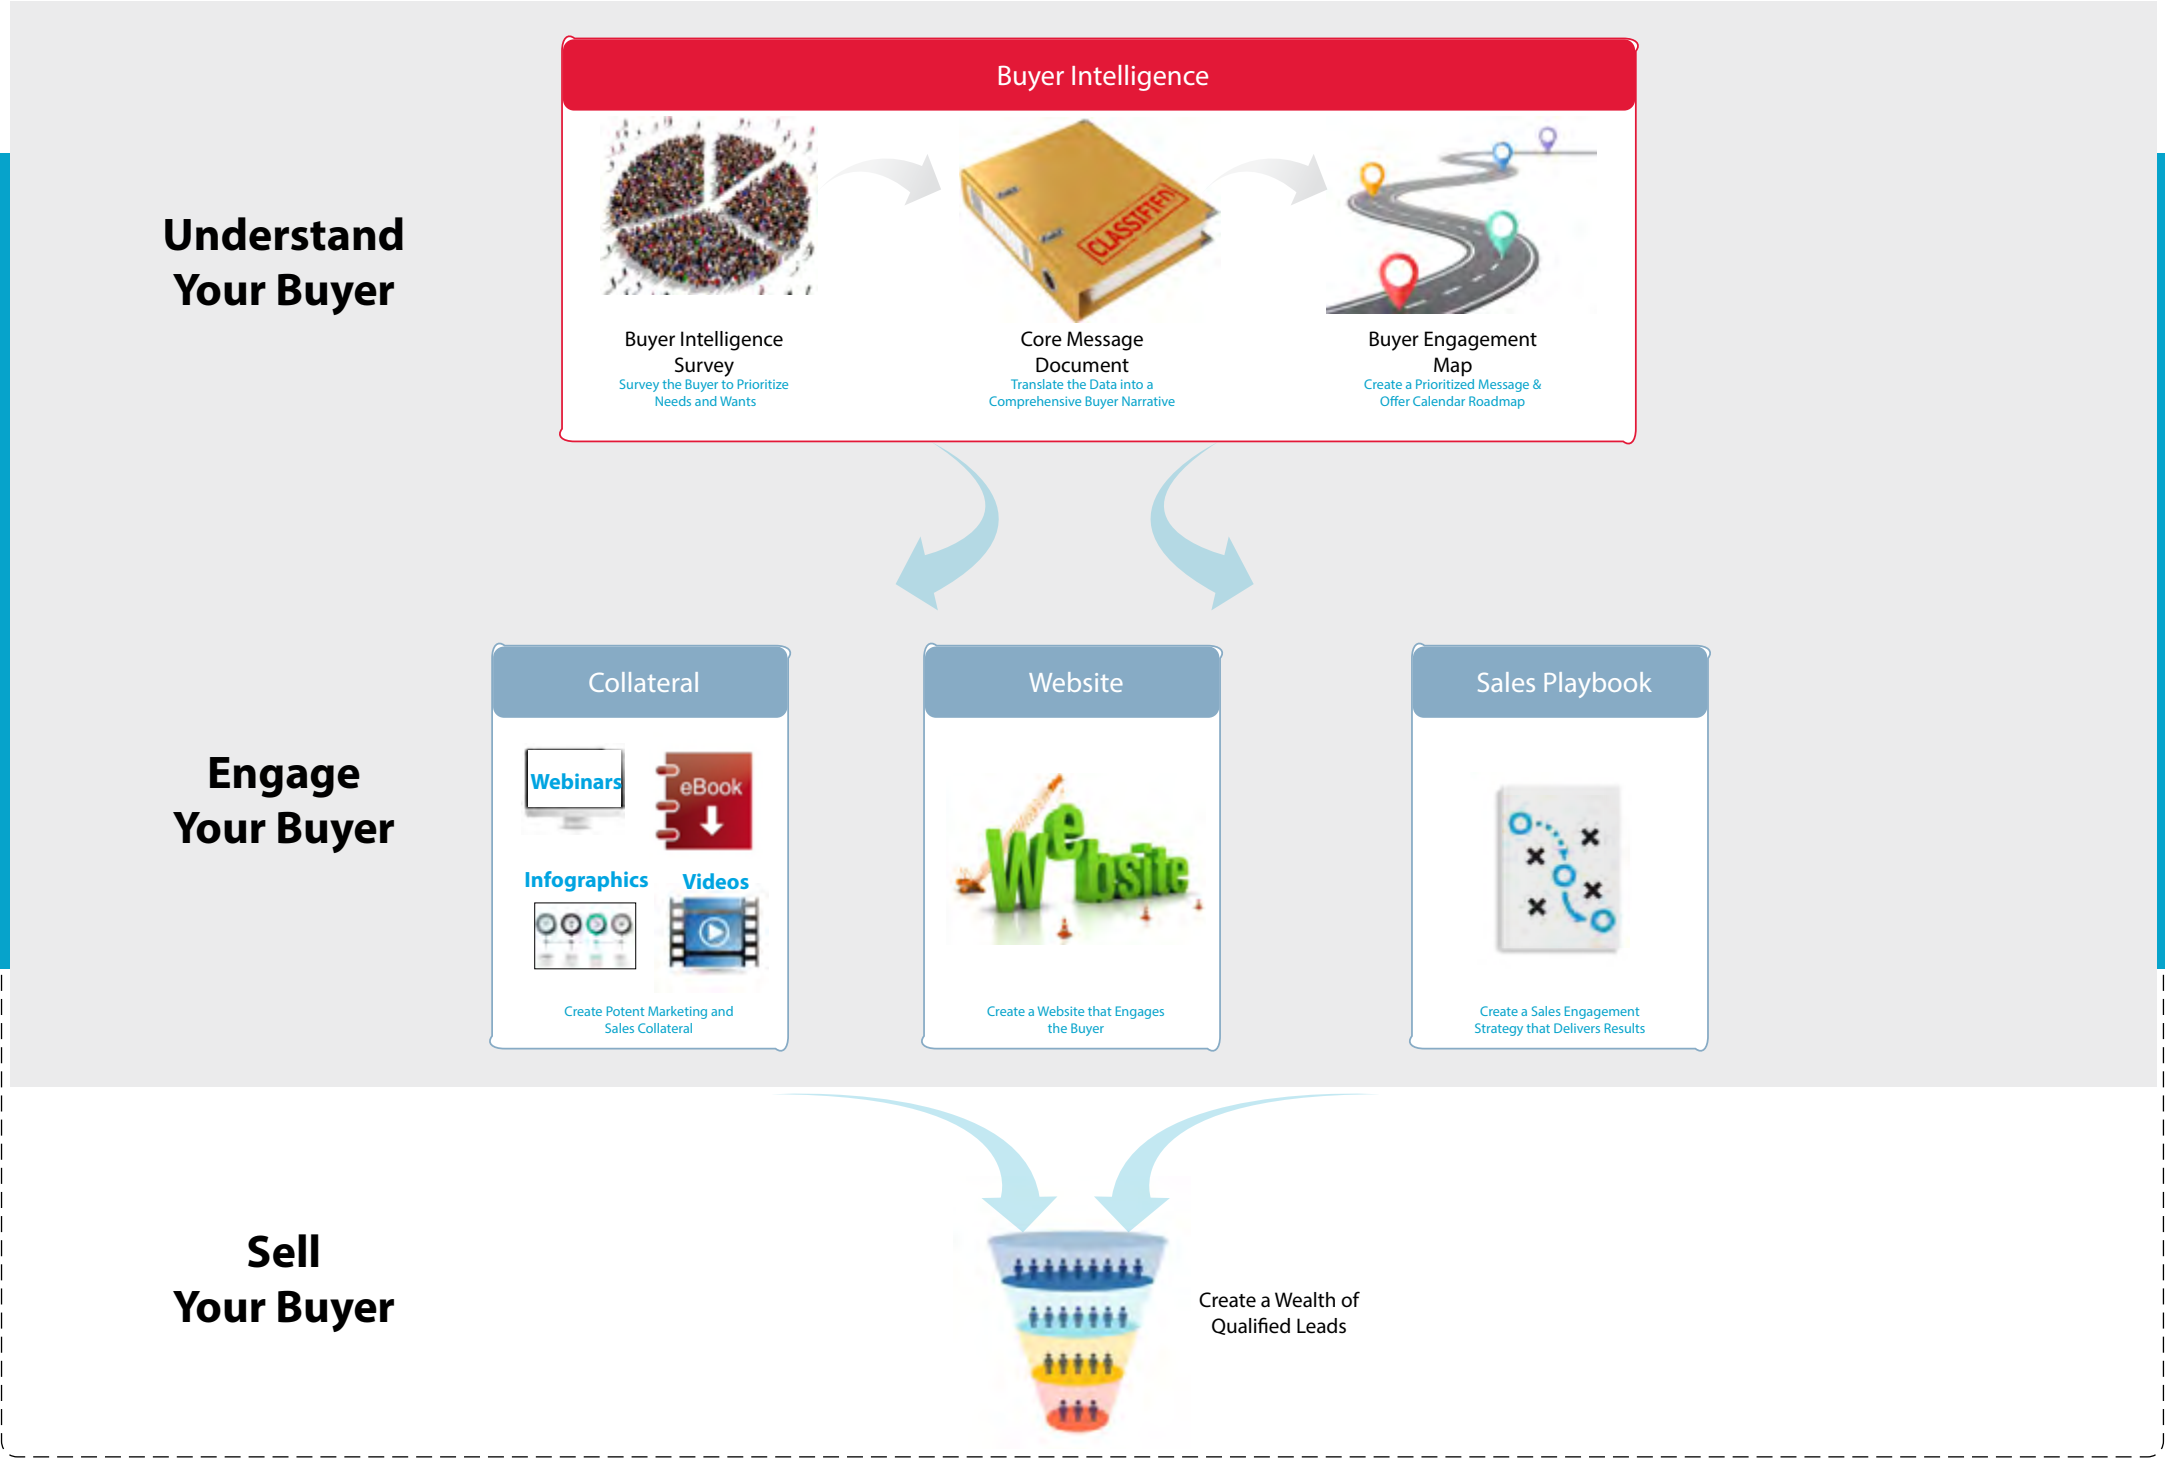 Buyer Intelligence
CLASSIFIED
Understand
Your Buyer
Buyer Intelligence
Survey
Survey the Buyer to Prioritize
Needs and Wants
Core Message
Document
Translate the Data into a
Comprehensive Buyer Narrative
Buyer Engagement
Map
Create a Prioritized Message &
Offer Calendar Roadmap
Engage
Your Buyer
Collateral
Webinars
eBook
Infographics
Videos
Create Potent Marketing and
Sales Collateral
Website
Website
Create a Website that Engages
the Buyer
Sales Playbook
Create a Sales Engagement
Strategy that Delivers Results
Sell
Your Buyer
Create a Wealth of
Qualified Leads